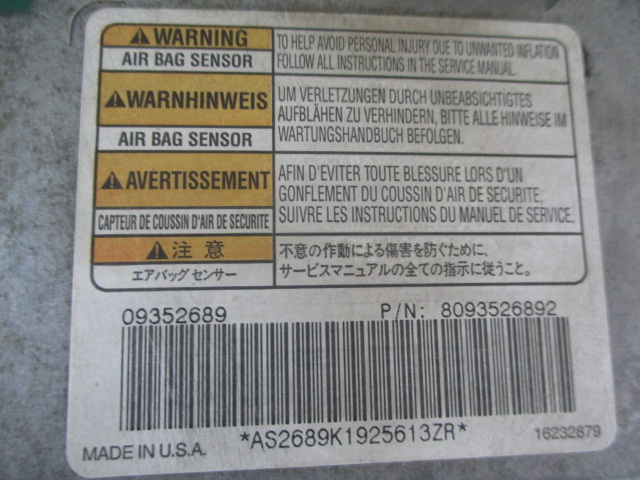 ⚠ WARNING
AIR BAG SENSOR
TO HELP AVOID PERSONAL INJURY DUE TO UNWANTED INFLATION
FOLLOW ALL INSTRUCTIONS IN THE SERVICE MANUAL.
⚠WARNHINWEIS
AIR BAG SENSOR
UM VERLETZUNGEN DURCH UNBEABSICHTIGTES
AUFBLÄHEN ZU VERHINDERN, BITTE ALLE HINWEISE IM
WARTUNGSHANDBUCH BEFOLGEN.
⚠ AVERTISSEMENT
CAPTEUR DE COUSSIN D'AIR DE SECURITE
AFIN D'EVITER TOUTE BLESSURE LORS D'UN
GONFLEMENT DU COUSSIN D'AIR DE SECURITE,
SUIVRE LES INSTRUCTIONS DU MANUEL DE SERVICE.
⚠ 注 意
エアバッグ センサー
不意の作動による傷害を防ぐために、
サービスマニュアルの全ての指示に従うこと。
09352689
P/N: 8093526892
*AS2689K1925613ZR*
MADE IN U.S.A.
16232879